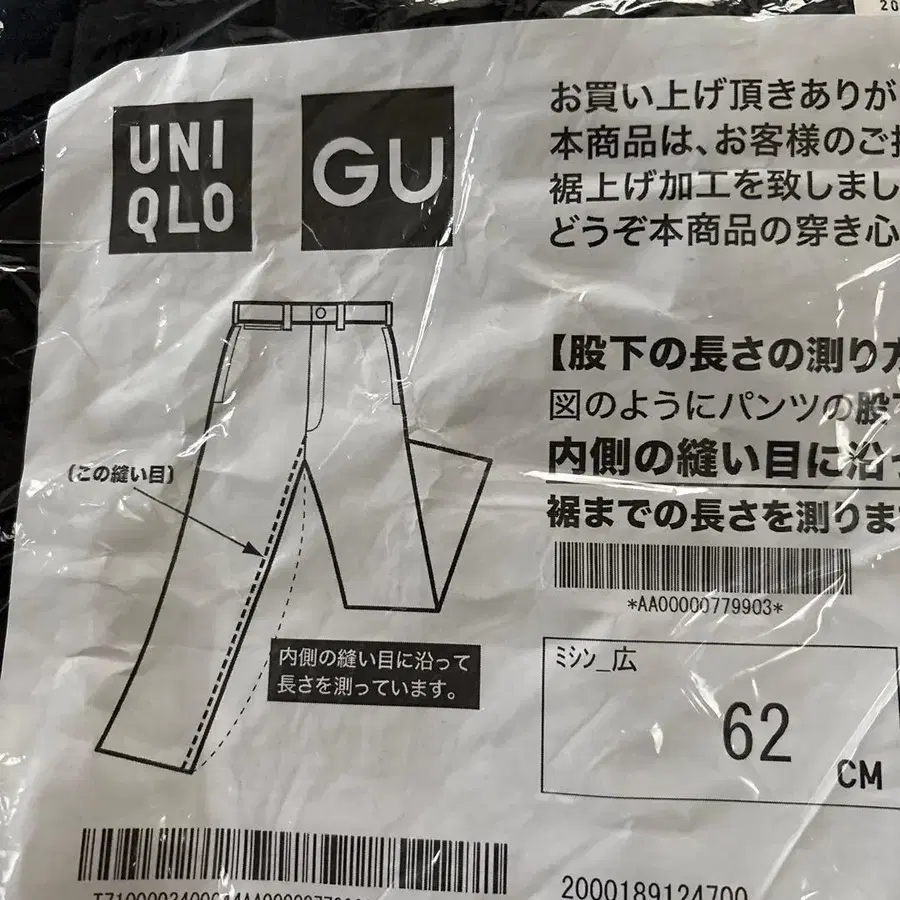 UNI
QLO
GU
お買い上げ頂きありが
本商品は、お客様のご
裾上げ加工を致しまし
どうぞ本商品の穿き心
【股下の長さの測り方
図のようにパンツの股下
内側の縫い目に沿っ
裾までの長さを測りま
(この縫い目)
*AA00000779903*
内側の縫い目に沿って
長さを測っています。
ﾐｼﾝ_広
62
CM
2000189124700